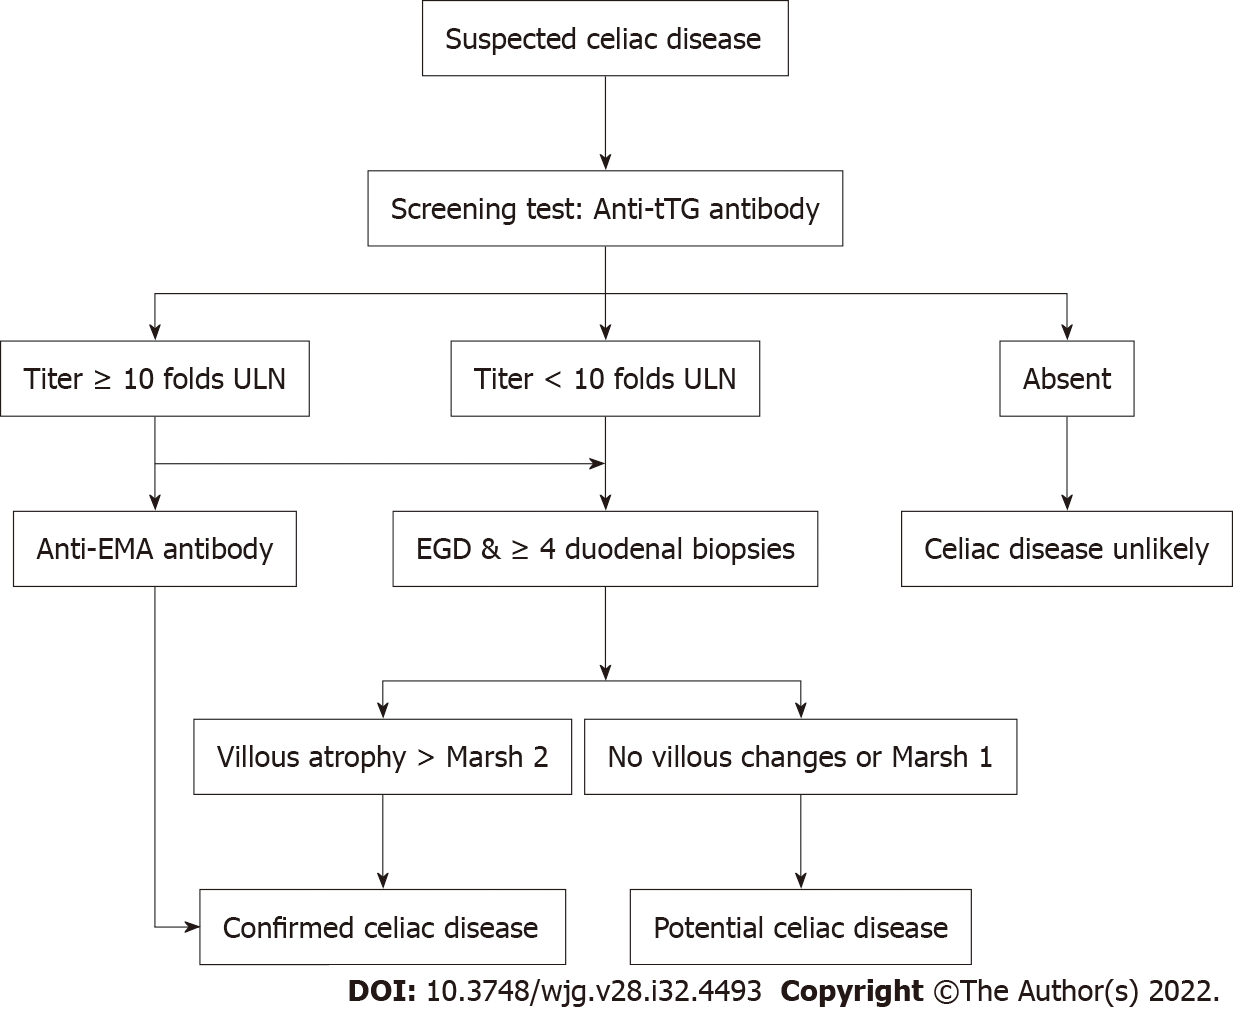 Suspected celiac disease
Screening test: Anti-tTG antibody
Titer ≥ 10 folds ULN
Titer < 10 folds ULN
Absent
Anti-EMA antibody
EGD & ≥ 4 duodenal biopsies
Celiac disease unlikely
Villous atrophy > Marsh 2
No villous changes or Marsh 1
Confirmed celiac disease
Potential celiac disease
DOI: 10.3748/wjg.v28.i32.4493 Copyright ©The Author(s) 2022.